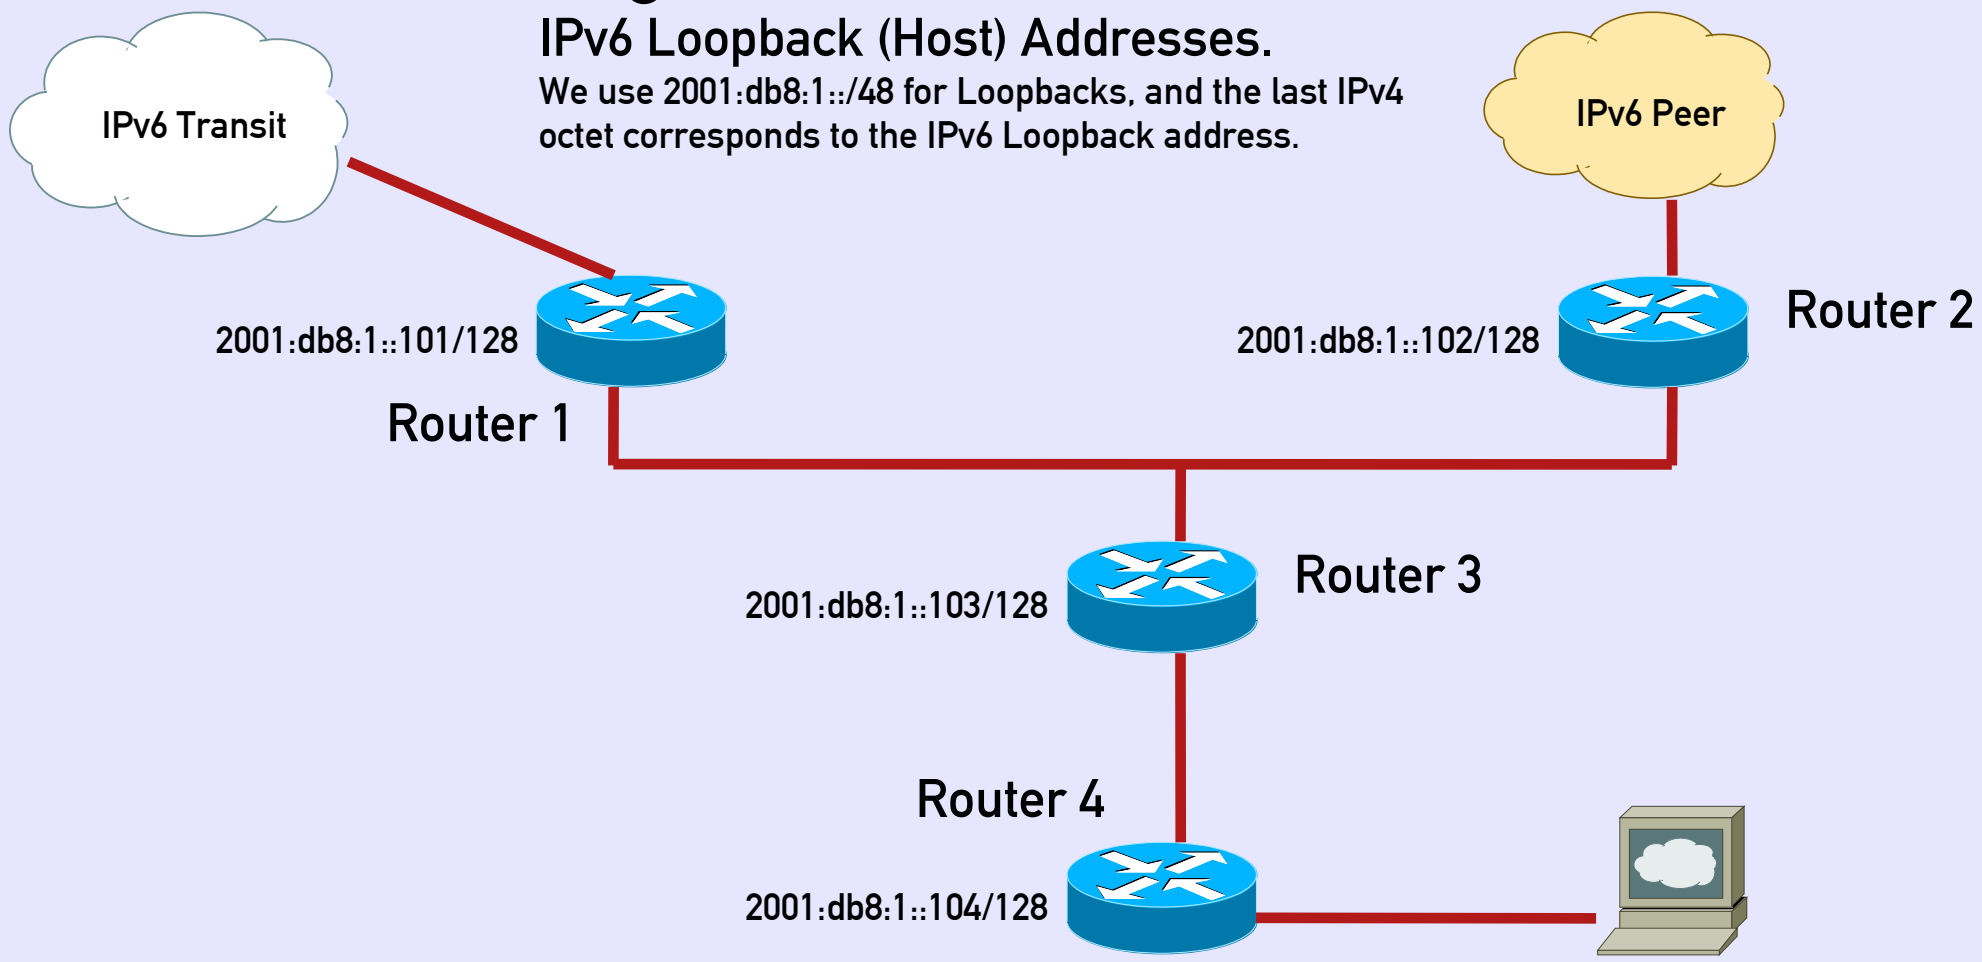 IPv6 Loopback (Host) Addresses.
We use 2001:db8:1::/48 for Loopbacks, and the last IPv4
octet corresponds to the IPv6 Loopback address.
IPv6 Transit
IPv6 Peer
2001:db8:1::101/128
Router 1
2001:db8:1::102/128
Router 2
2001:db8:1::103/128
Router 3
Router 4
2001:db8:1::104/128